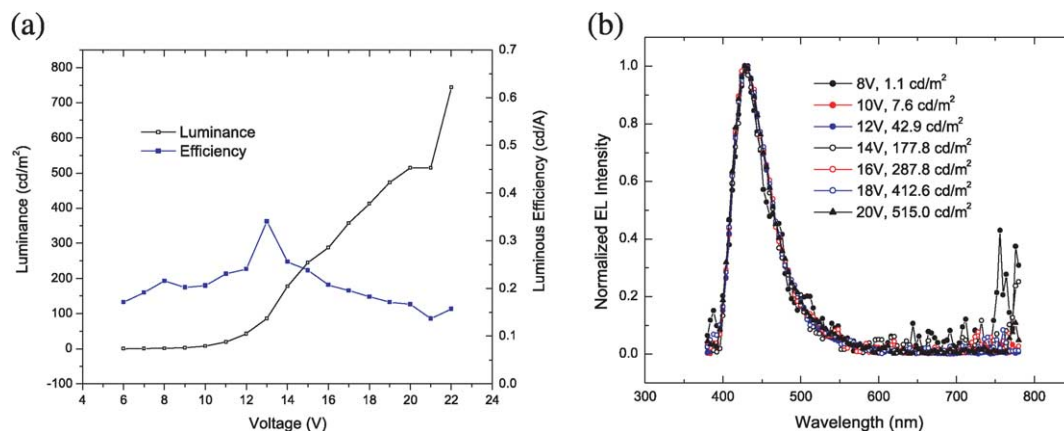 (a)
800
700
600
500
400
300
200
100
0
-100
Luminance (cd/m²)
Luminance
Efficiency
0.7
0.6
0.5
0.4
0.3
0.2
0.1
0.0
Luminous Efficiency (cd/A)
4 6 8 10 12 14 16 18 20 22 24
Voltage (V)
(b)
1.0
0.8
0.6
0.4
0.2
0.0
Normalized EL Intensity
8V, 1.1 cd/m²
10V, 7.6 cd/m²
12V, 42.9 cd/m²
14V, 177.8 cd/m²
16V, 287.8 cd/m²
18V, 412.6 cd/m²
20V, 515.0 cd/m²
300 400 500 600 700 800
Wavelength (nm)